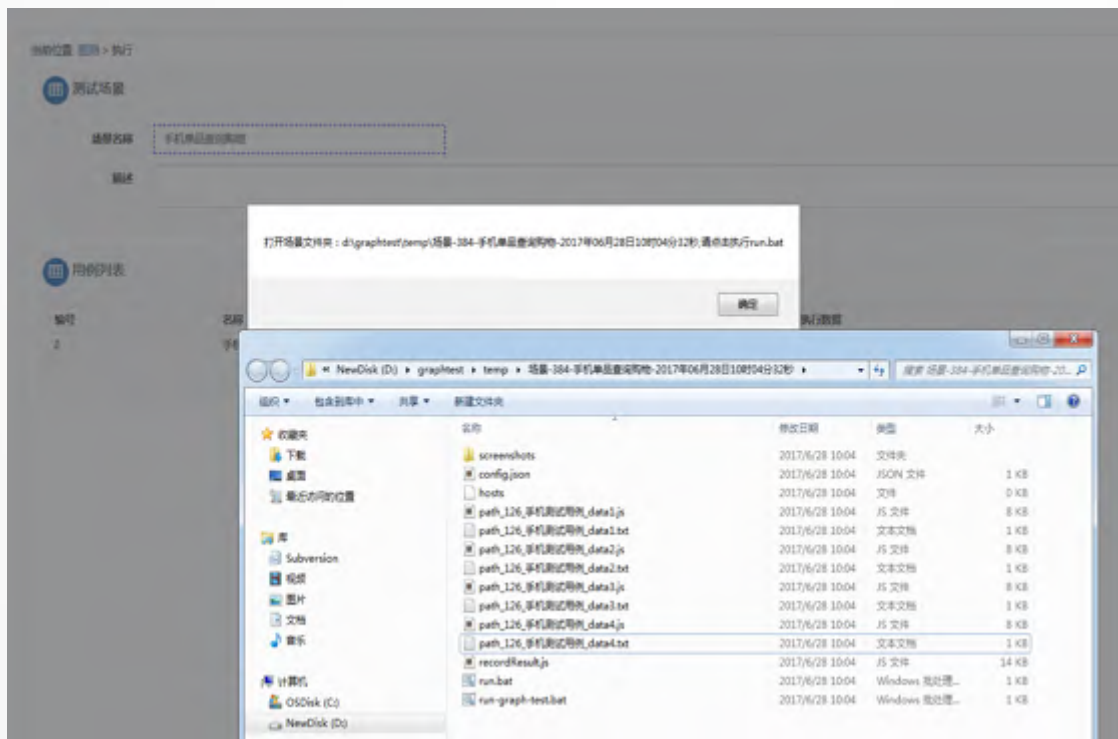 当前位置 图测 > 执行
测试场景
场景名称 手机单品查询购物
描述
打开场景文件夹：d:\graphtest\temp\场景-384-手机单品查询购物-2017年06月28日10时04分32秒,请点击执行run.bat
确定
用例列表
编号 名称 执行数据
2 手机
« NewDisk (D:) ▸ graphtest ▸ temp ▸ 场景-384-手机单品查询购物-2017年06月28日10时04分32秒 ▸ 搜索 场景-384-手机单品查询购物-20...
组织 包含到库中 共享 新建文件夹
名称 修改日期 类型 大小
收藏夹
下载
桌面
最近访问的位置
库
Subversion
视频
图片
文档
音乐
计算机
OSDisk (C:)
NewDisk (D:)
screenshots 2017/6/28 10:04 文件夹
config.json 2017/6/28 10:04 JSON 文件 1 KB
hosts 2017/6/28 10:04 文件 0 KB
path_126_手机测试用例_data1.js 2017/6/28 10:04 JS 文件 8 KB
path_126_手机测试用例_data1.txt 2017/6/28 10:04 文本文档 1 KB
path_126_手机测试用例_data2.js 2017/6/28 10:04 JS 文件 8 KB
path_126_手机测试用例_data2.txt 2017/6/28 10:04 文本文档 1 KB
path_126_手机测试用例_data3.js 2017/6/28 10:04 JS 文件 8 KB
path_126_手机测试用例_data3.txt 2017/6/28 10:04 文本文档 1 KB
path_126_手机测试用例_data4.js 2017/6/28 10:04 JS 文件 8 KB
path_126_手机测试用例_data4.txt 2017/6/28 10:04 文本文档 1 KB
recordResult.js 2017/6/28 10:04 JS 文件 14 KB
run.bat 2017/6/28 10:04 Windows 批处理... 1 KB
run-graph-test.bat 2017/6/28 10:04 Windows 批处理... 1 KB